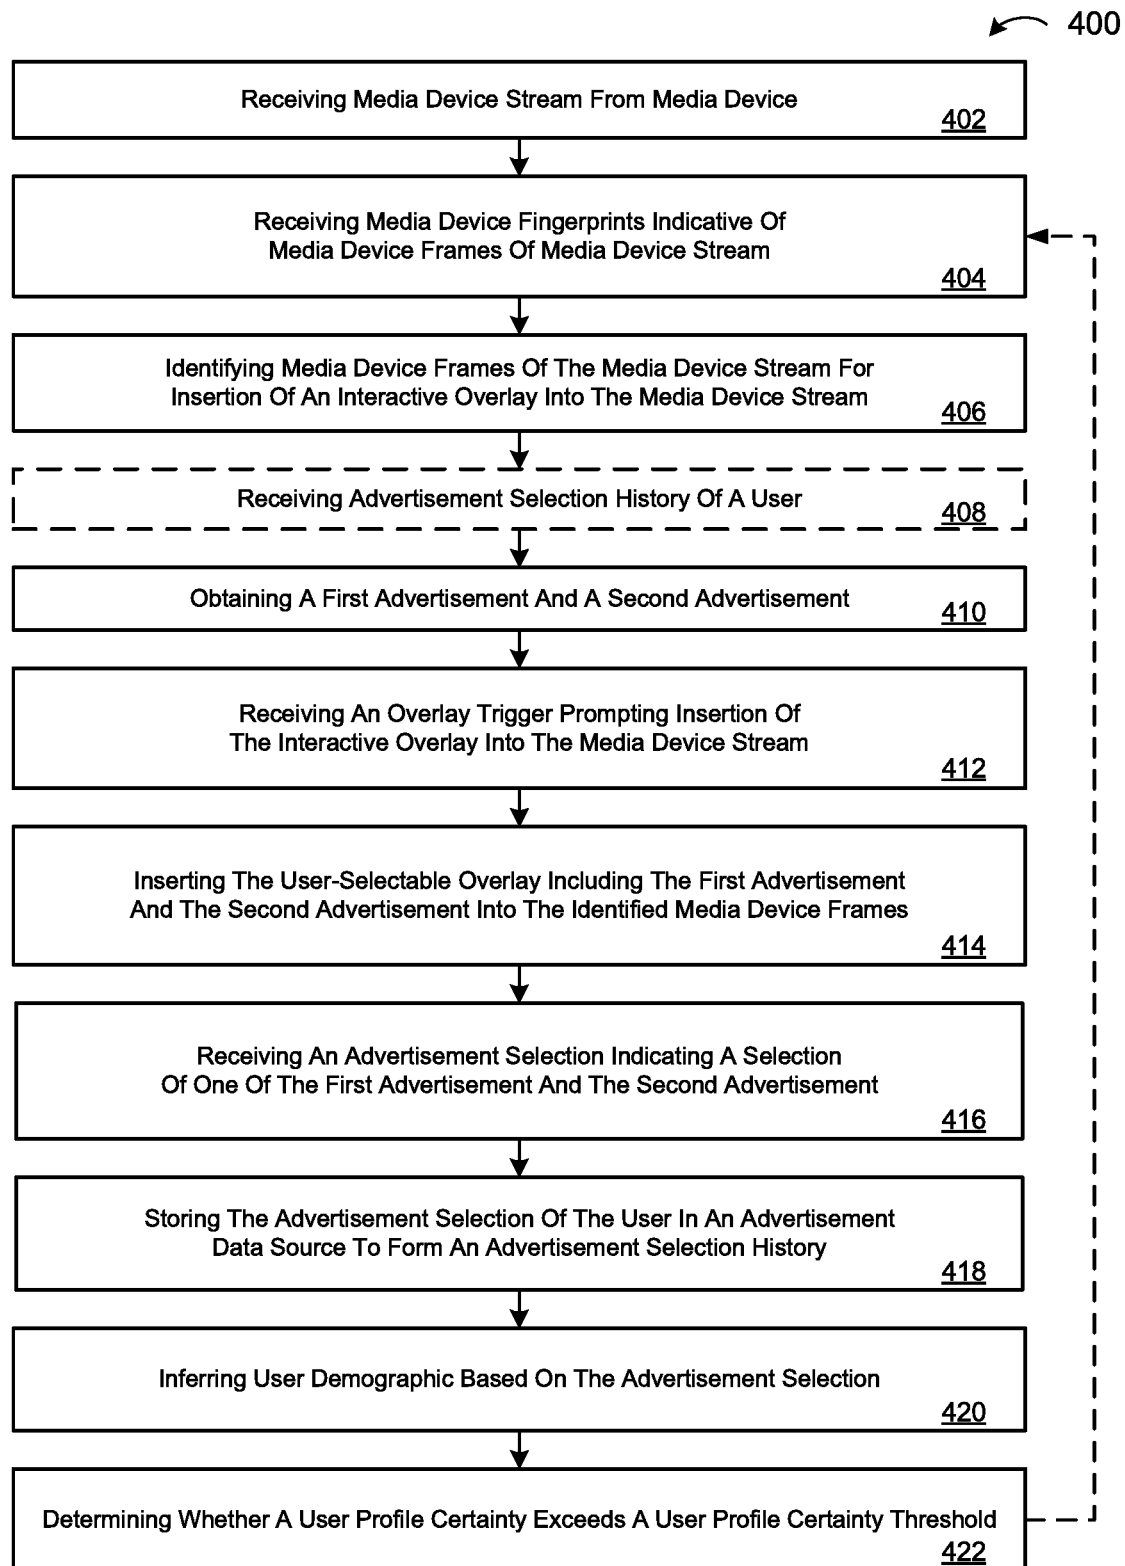 400
Receiving Media Device Stream From Media Device
402
Receiving Media Device Fingerprints Indicative Of
Media Device Frames Of Media Device Stream
404
Identifying Media Device Frames Of The Media Device Stream For
Insertion Of An Interactive Overlay Into The Media Device Stream
406
Receiving Advertisement Selection History Of A User
408
Obtaining A First Advertisement And A Second Advertisement
410
Receiving An Overlay Trigger Prompting Insertion Of
The Interactive Overlay Into The Media Device Stream
412
Inserting The User-Selectable Overlay Including The First Advertisement
And The Second Advertisement Into The Identified Media Device Frames
414
Receiving An Advertisement Selection Indicating A Selection
Of One Of The First Advertisement And The Second Advertisement
416
Storing The Advertisement Selection Of The User In An Advertisement
Data Source To Form An Advertisement Selection History
418
Inferring User Demographic Based On The Advertisement Selection
420
Determining Whether A User Profile Certainty Exceeds A User Profile Certainty Threshold
422